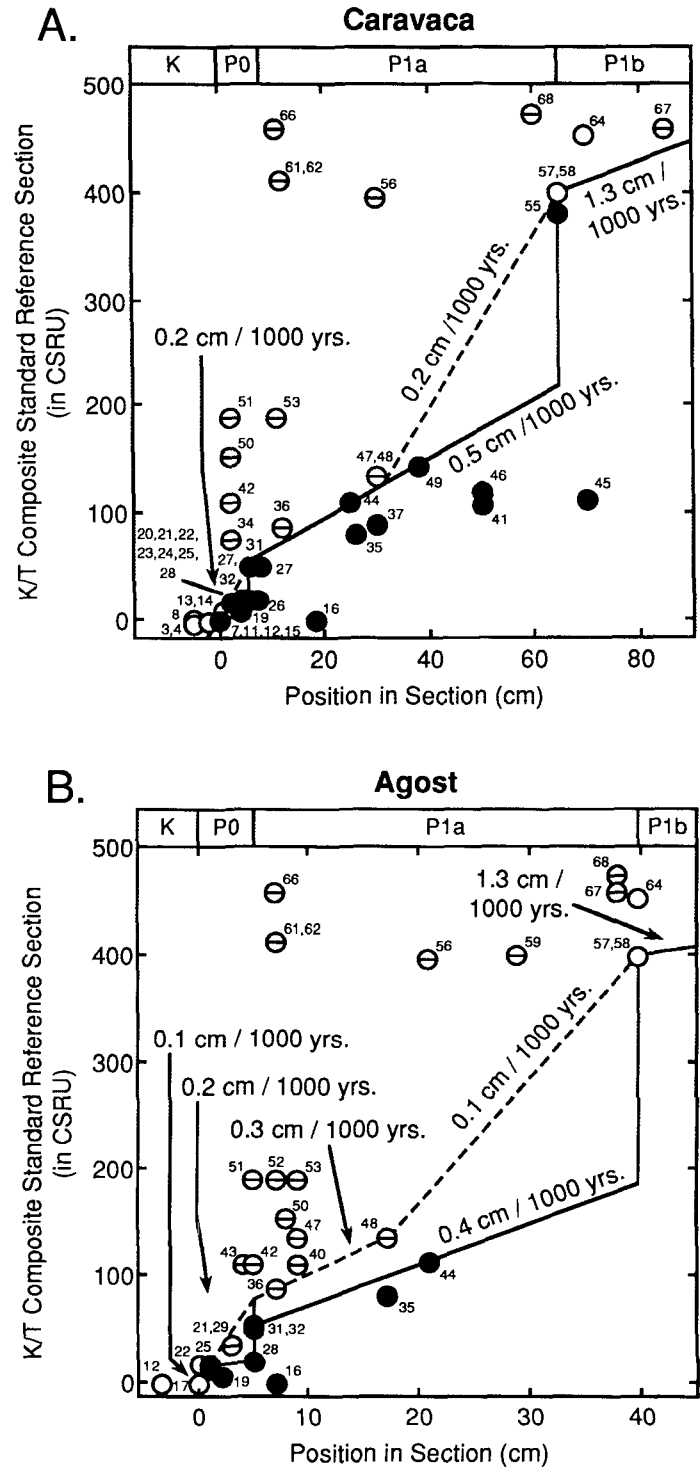 A.
Caravaca
K P0 P1a P1b
500
400
300
200
100
0
K/T Composite Standard Reference Section
(in CSRU)
66
68
64
67
61,62
56
57,58
55
1.3 cm /
1000 yrs.
0.2 cm /1000 yrs.
0.2 cm / 1000 yrs.
0.5 cm /1000 yrs.
51
53
50
42
34
36
47,48
49
44
37
35
46
41
45
20,21,22,
23,24,25,
28
31
27,
32
27
13,14
26
8
3,4
19
7,11,12,15
16
0 20 40 60 80
Position in Section (cm)
B.
Agost
K P0 P1a P1b
500
400
300
200
100
0
K/T Composite Standard Reference Section
(in CSRU)
66
61,62
56
59
68
67
64
57,58
1.3 cm /
1000 yrs.
0.1 cm / 1000 yrs.
0.2 cm / 1000 yrs.
0.3 cm / 1000 yrs.
0.1 cm / 1000 yrs.
0.4 cm / 1000 yrs.
51
52
53
50
47
48
43
42
40
36
44
35
21,29
31,32
22
25
28
12
17
19
16
0 10 20 30 40
Position in Section (cm)